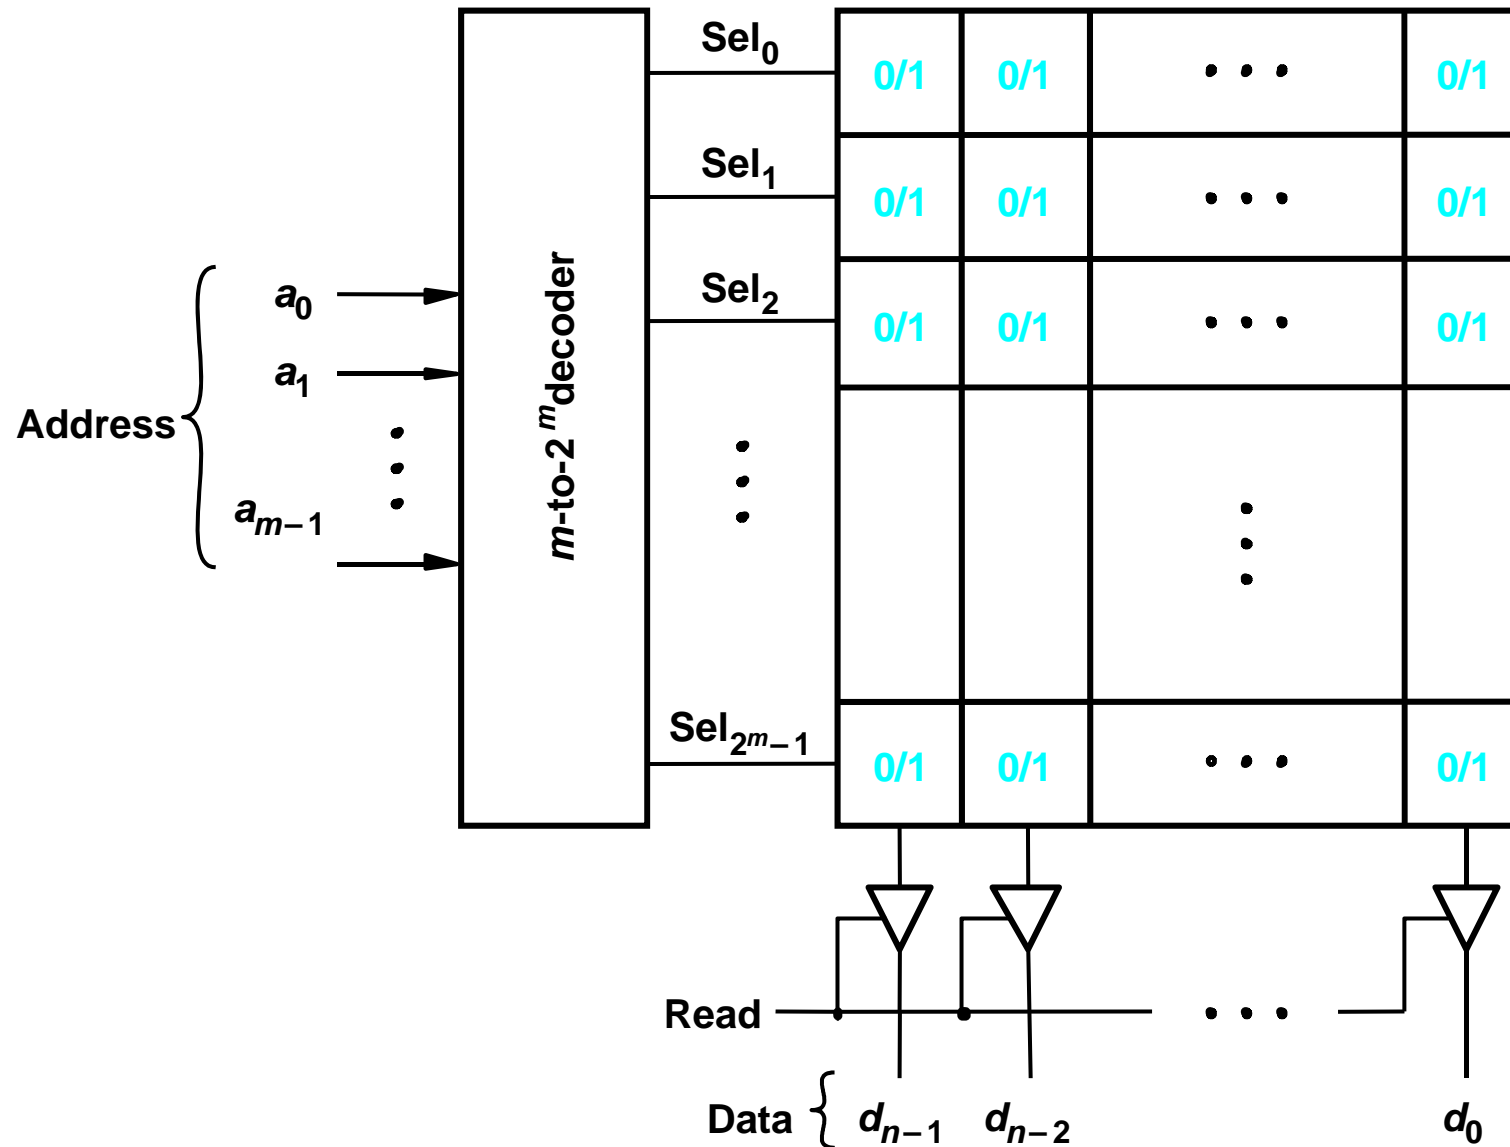 Sel0
0/1 0/1 • • • 0/1
Sel1
0/1 0/1 • • • 0/1
Sel2
0/1 0/1 • • • 0/1
a0
a1
Address
am−1
m-to-2^m decoder
Sel2^m−1
0/1 0/1 • • • 0/1
Read
Data dn−1 dn−2 d0